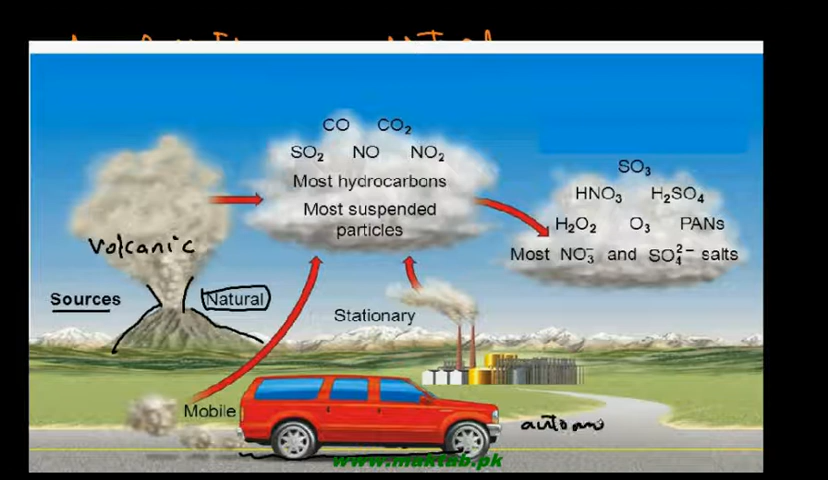 CO CO₂
SO₂ NO NO₂
Most hydrocarbons
Most suspended
particles
SO₃
HNO₃ H₂SO₄
H₂O₂ O₃ PANs
Most NO₃⁻ and SO₄²⁻ salts
Volcanic
Sources Natural
Stationary
Mobile
www.maktab.pk